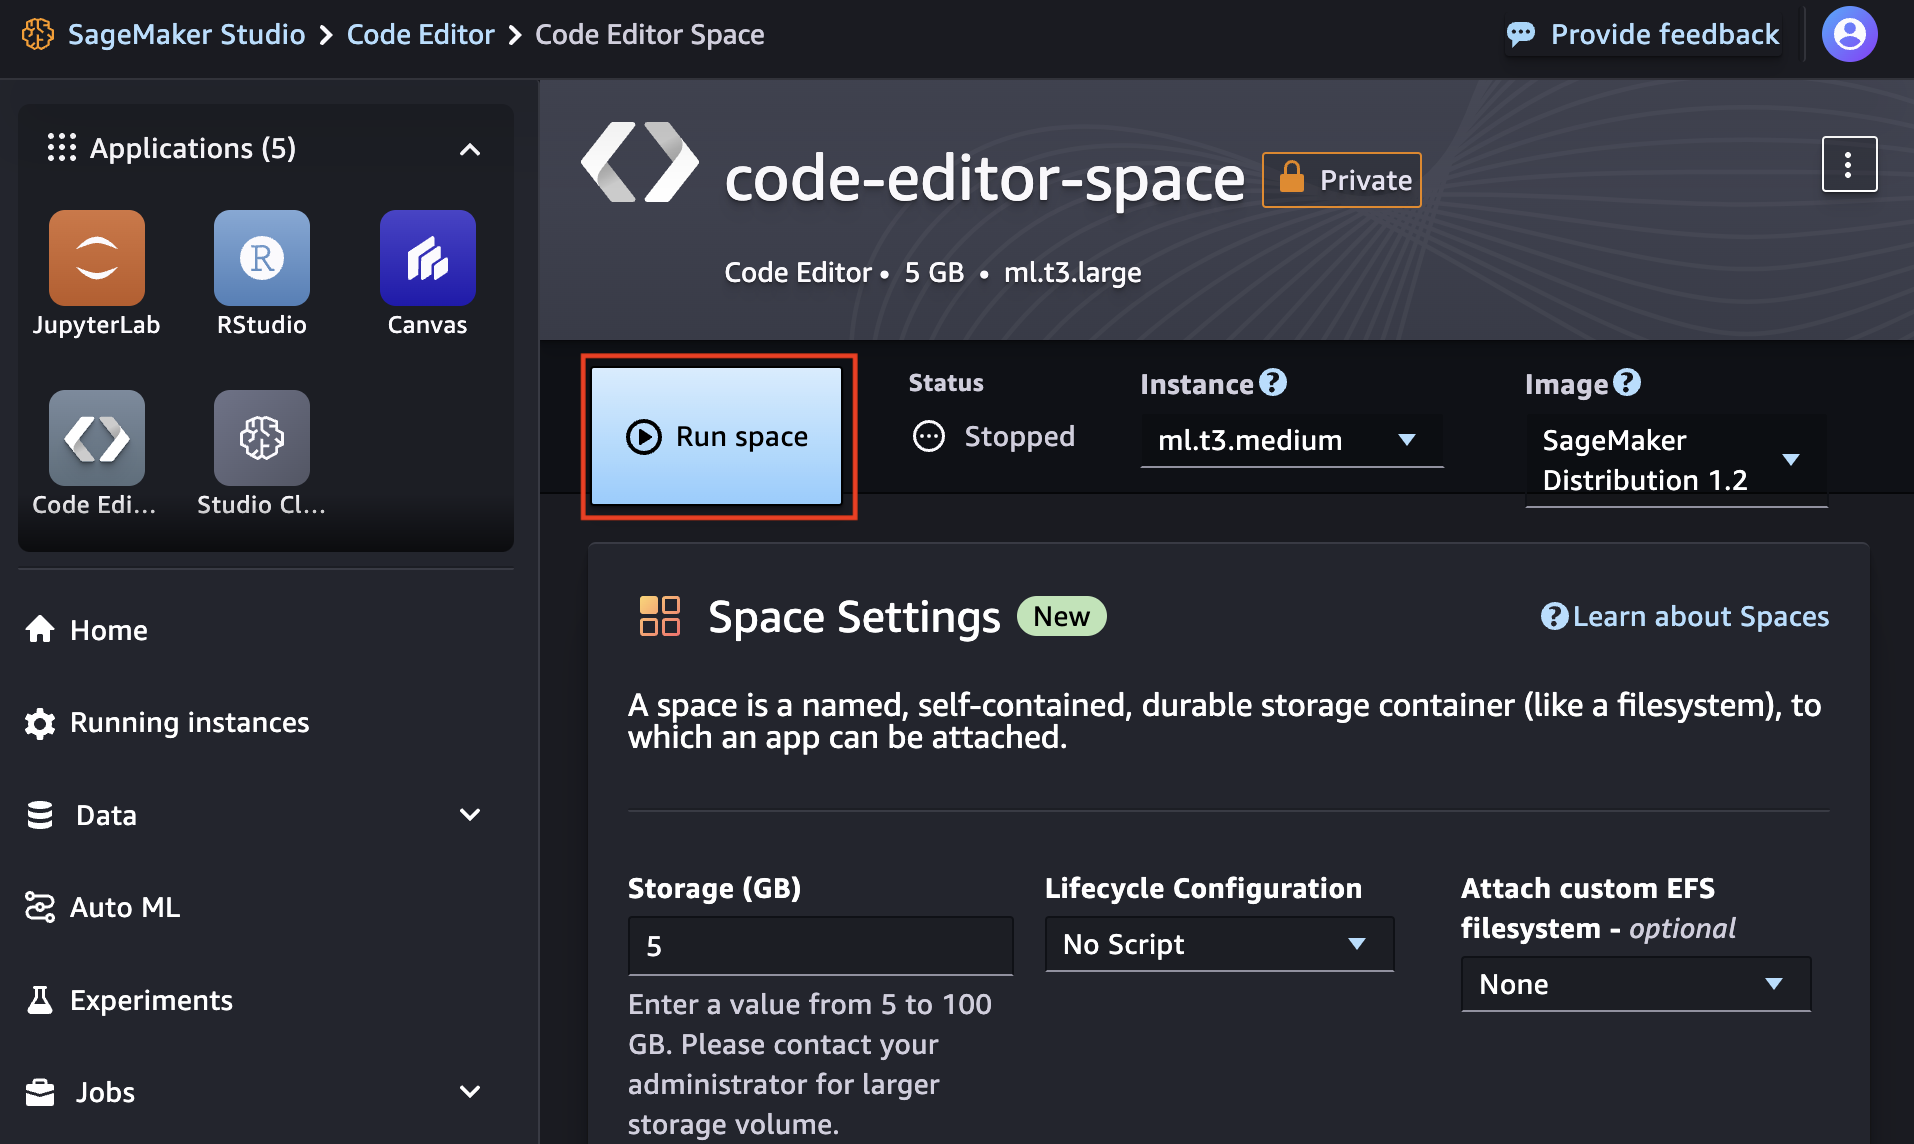 SageMaker Studio > Code Editor > Code Editor Space
Provide feedback
Applications (5)
JupyterLab
RStudio
Canvas
Code Edi...
Studio Cl...
Home
Running instances
Data
Auto ML
Experiments
Jobs
code-editor-space
Private
Code Editor • 5 GB • ml.t3.large
Run space
Status
Stopped
Instance
ml.t3.medium
Image
SageMaker
Distribution 1.2
Space Settings
New
Learn about Spaces
A space is a named, self-contained, durable storage container (like a filesystem), to
which an app can be attached.
Storage (GB)
5
Enter a value from 5 to 100
GB. Please contact your
administrator for larger
storage volume.
Lifecycle Configuration
No Script
Attach custom EFS
filesystem - optional
None